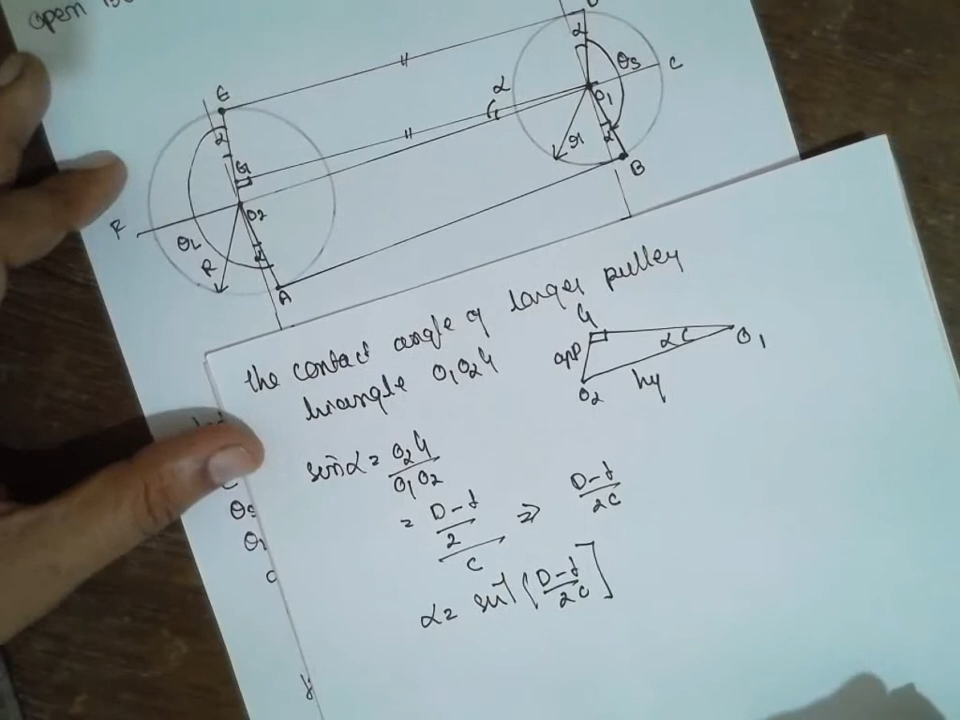 open
E
α
θs
C
α
O1
α
G
r
α
B
O2
F
θL
α
R
A
the contact angle of larger pulley
triangle O1O2G
G
opp
αC
O1
O2
hy
sinα = O2G/O1O2
= D-d/2/C ⇒ D-d/2C
α = sin⁻¹[D-d/2C]
θs